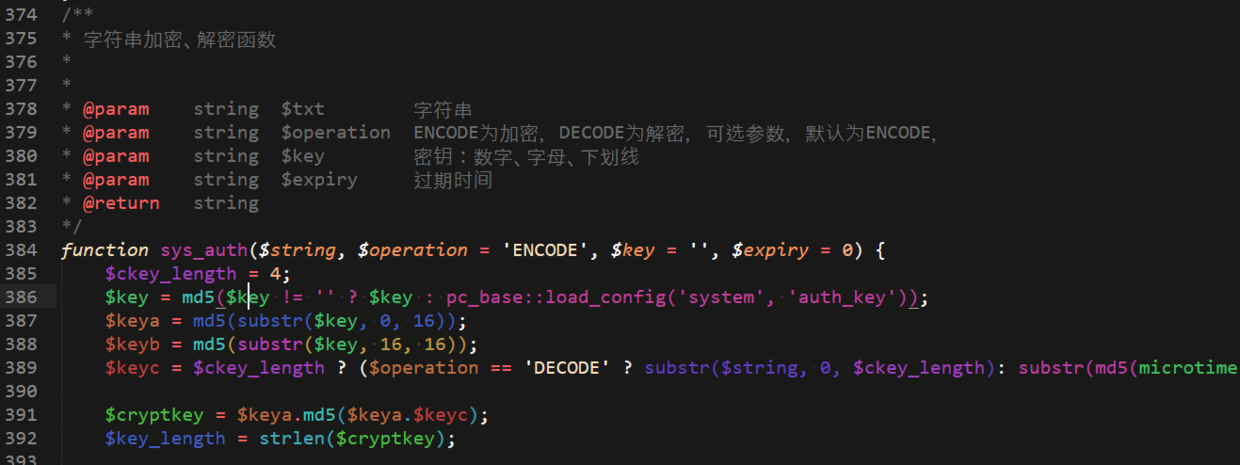 374 /**
375 * 字符串加密、解密函数
376 *
377 *
378 * @param string $txt 字符串
379 * @param string $operation ENCODE为加密，DECODE为解密，可选参数，默认为ENCODE，
380 * @param string $key 密钥：数字、字母、下划线
381 * @param string $expiry 过期时间
382 * @return string
383 */
384 function sys_auth($string, $operation = 'ENCODE', $key = '', $expiry = 0) {
385 $ckey_length = 4;
386 $key = md5($key != '' ? $key : pc_base::load_config('system', 'auth_key'));
387 $keya = md5(substr($key, 0, 16));
388 $keyb = md5(substr($key, 16, 16));
389 $keyc = $ckey_length ? ($operation == 'DECODE' ? substr($string, 0, $ckey_length): substr(md5(microtime
390
391 $cryptkey = $keya.md5($keya.$keyc);
392 $key_length = strlen($cryptkey);
393